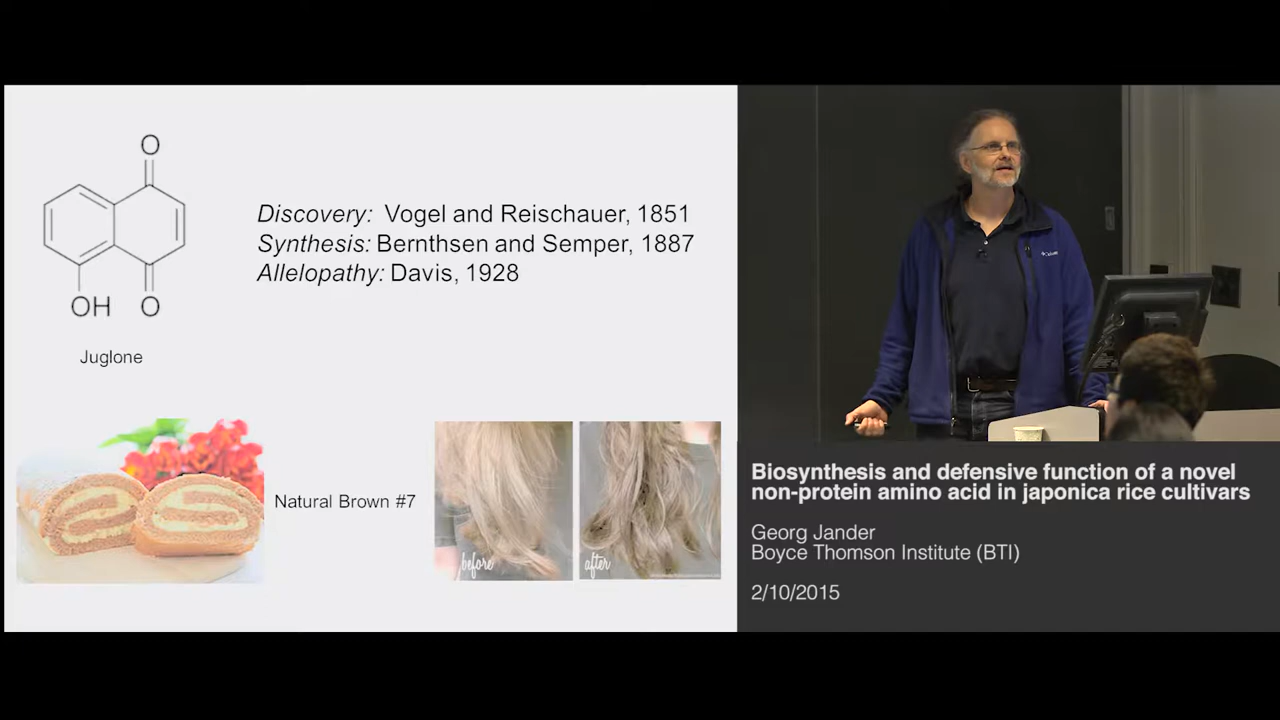 O
OH
O
Juglone
Discovery: Vogel and Reischauer, 1851
Synthesis: Bernthsen and Semper, 1887
Allelopathy: Davis, 1928
Natural Brown #7
before
after
Columbia
Biosynthesis and defensive function of a novel
non-protein amino acid in japonica rice cultivars
Georg Jander
Boyce Thomson Institute (BTI)
2/10/2015